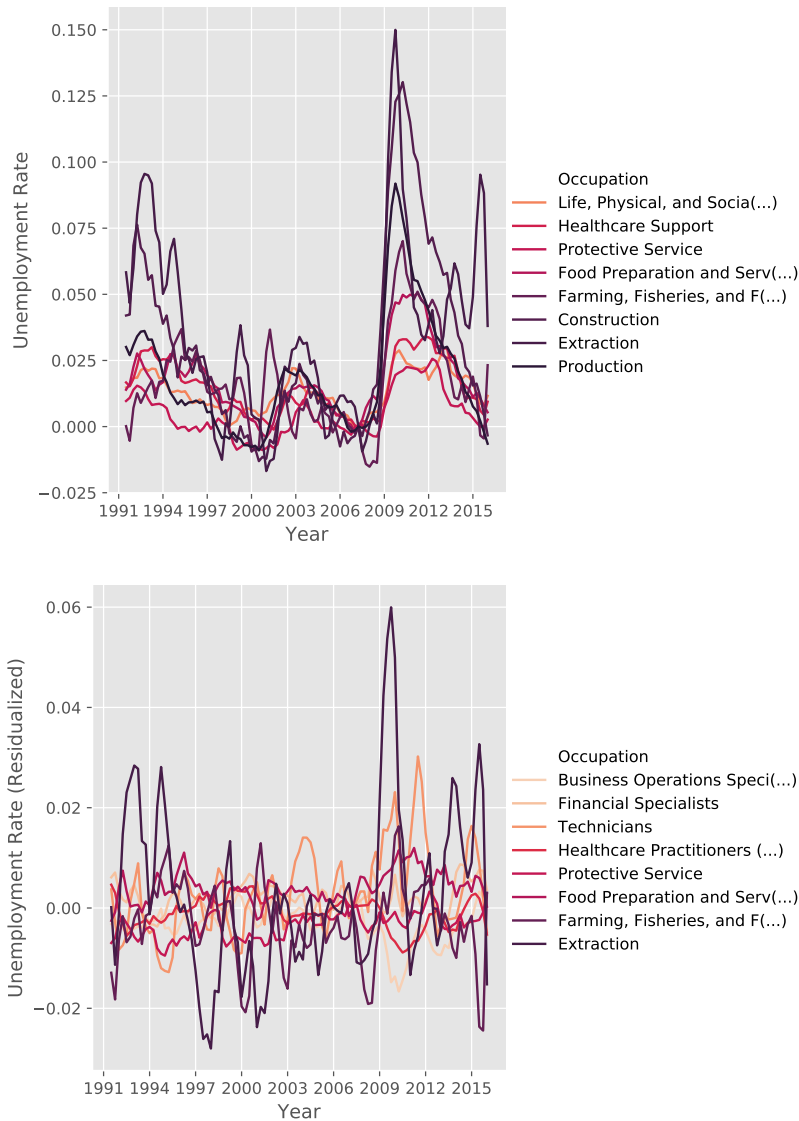 0.150
0.125
0.100
0.075
0.050
0.025
0.000
−0.025
Unemployment Rate
1991 1994 1997 2000 2003 2006 2009 2012 2015
Year
Occupation
Life, Physical, and Socia(...)
Healthcare Support
Protective Service
Food Preparation and Serv(...)
Farming, Fisheries, and F(...)
Construction
Extraction
Production
0.06
0.04
0.02
0.00
−0.02
Unemployment Rate (Residualized)
1991 1994 1997 2000 2003 2006 2009 2012 2015
Year
Occupation
Business Operations Speci(...)
Financial Specialists
Technicians
Healthcare Practitioners (...)
Protective Service
Food Preparation and Serv(...)
Farming, Fisheries, and F(...)
Extraction